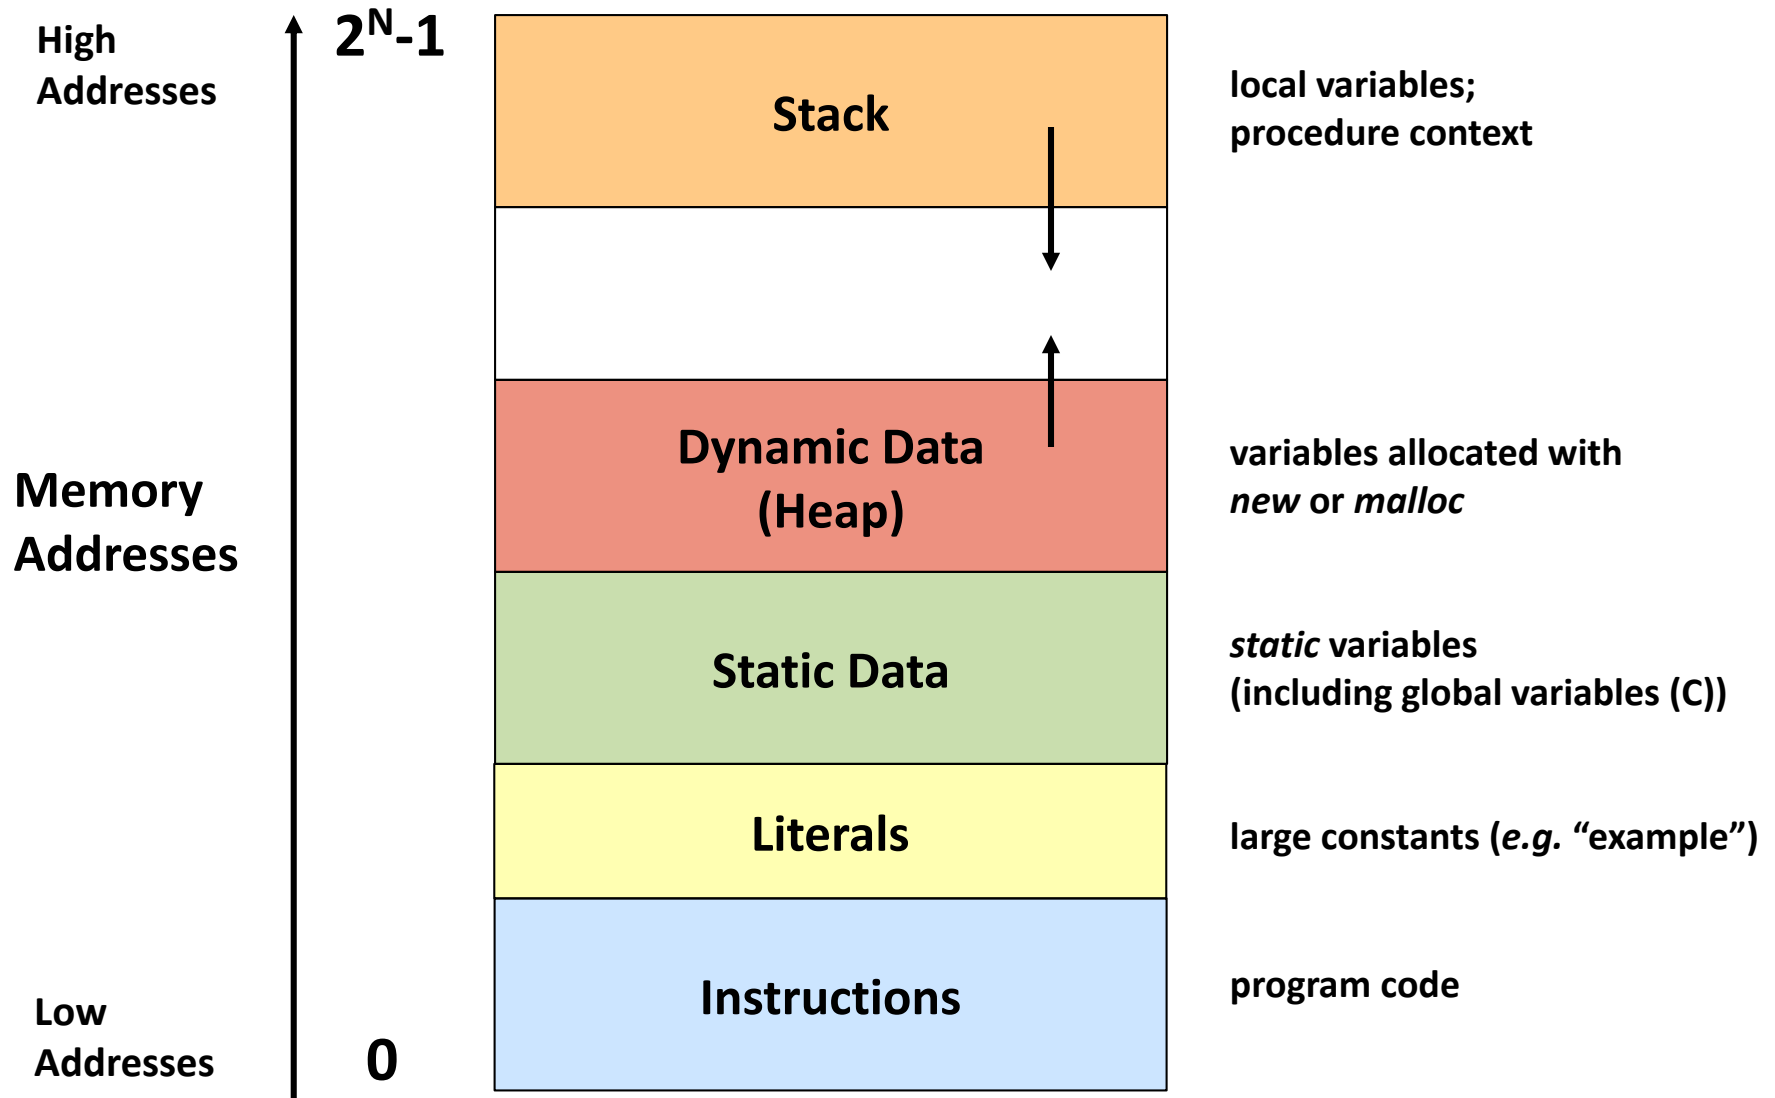 High
Addresses
2ᴺ-1
Stack
local variables;
procedure context
Memory
Addresses
Dynamic Data
(Heap)
variables allocated with
new or malloc
Static Data
static variables
(including global variables (C))
Literals
large constants (e.g. “example”)
Instructions
program code
Low
Addresses
0